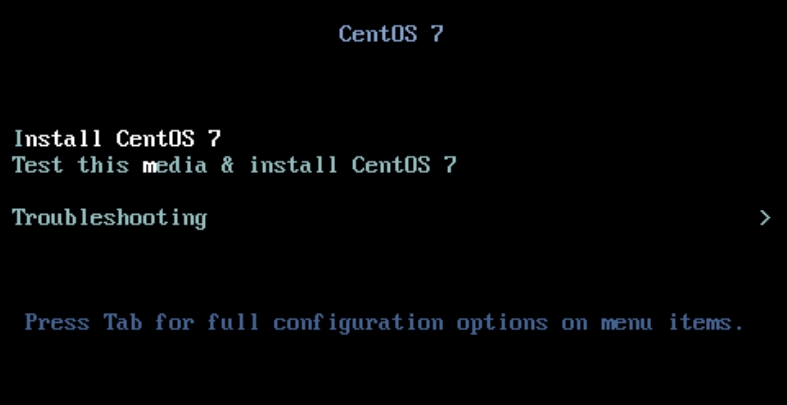 CentOS 7
Install CentOS 7
Test this media & install CentOS 7
Troubleshooting >
Press Tab for full configuration options on menu items.